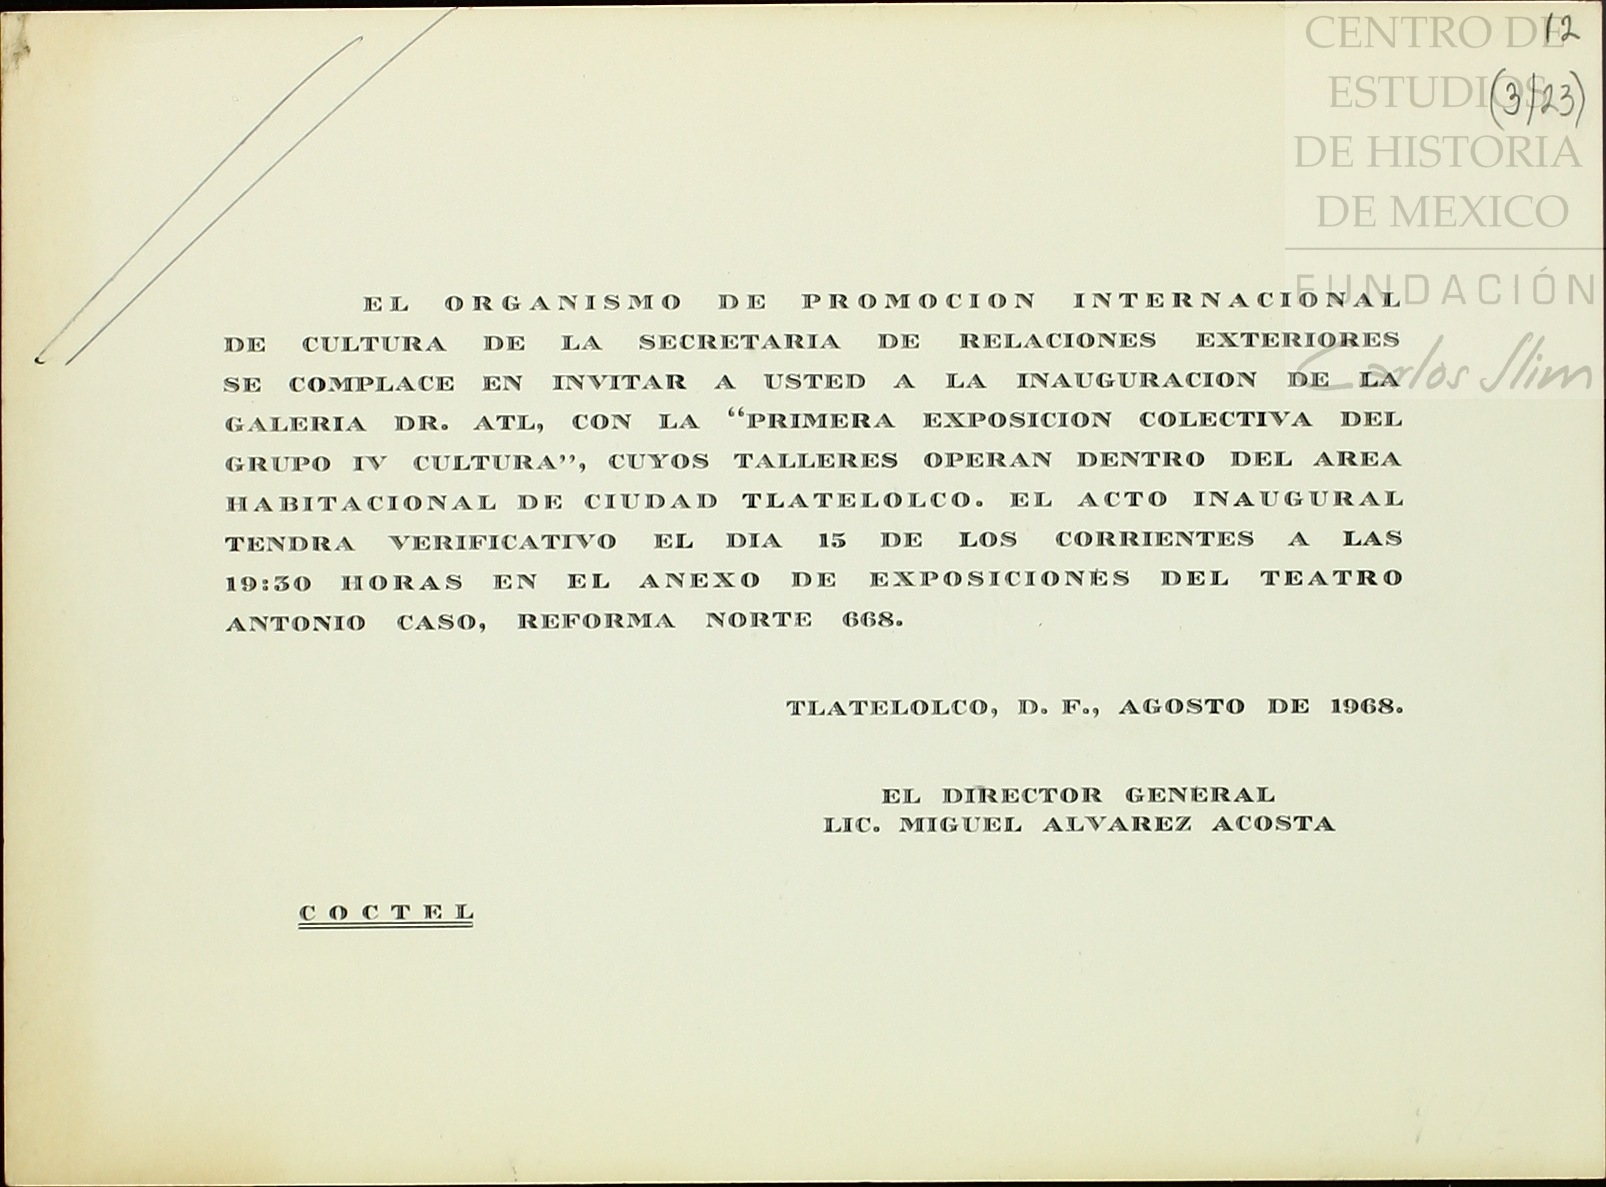 12
(3/23)
CENTRO DE
ESTUDIOS
DE HISTORIA
DE MEXICO
FUNDACIÓN
Carlos Slim
EL ORGANISMO DE PROMOCION INTERNACIONAL
DE CULTURA DE LA SECRETARIA DE RELACIONES EXTERIORES
SE COMPLACE EN INVITAR A USTED A LA INAUGURACION DE LA
GALERIA DR. ATL, CON LA “PRIMERA EXPOSICION COLECTIVA DEL
GRUPO IV CULTURA”, CUYOS TALLERES OPERAN DENTRO DEL AREA
HABITACIONAL DE CIUDAD TLATELOLCO. EL ACTO INAUGURAL
TENDRA VERIFICATIVO EL DIA 15 DE LOS CORRIENTES A LAS
19:30 HORAS EN EL ANEXO DE EXPOSICIONES DEL TEATRO
ANTONIO CASO, REFORMA NORTE 668.
TLATELOLCO, D. F., AGOSTO DE 1968.
EL DIRECTOR GENERAL
LIC. MIGUEL ALVAREZ ACOSTA
COCTEL